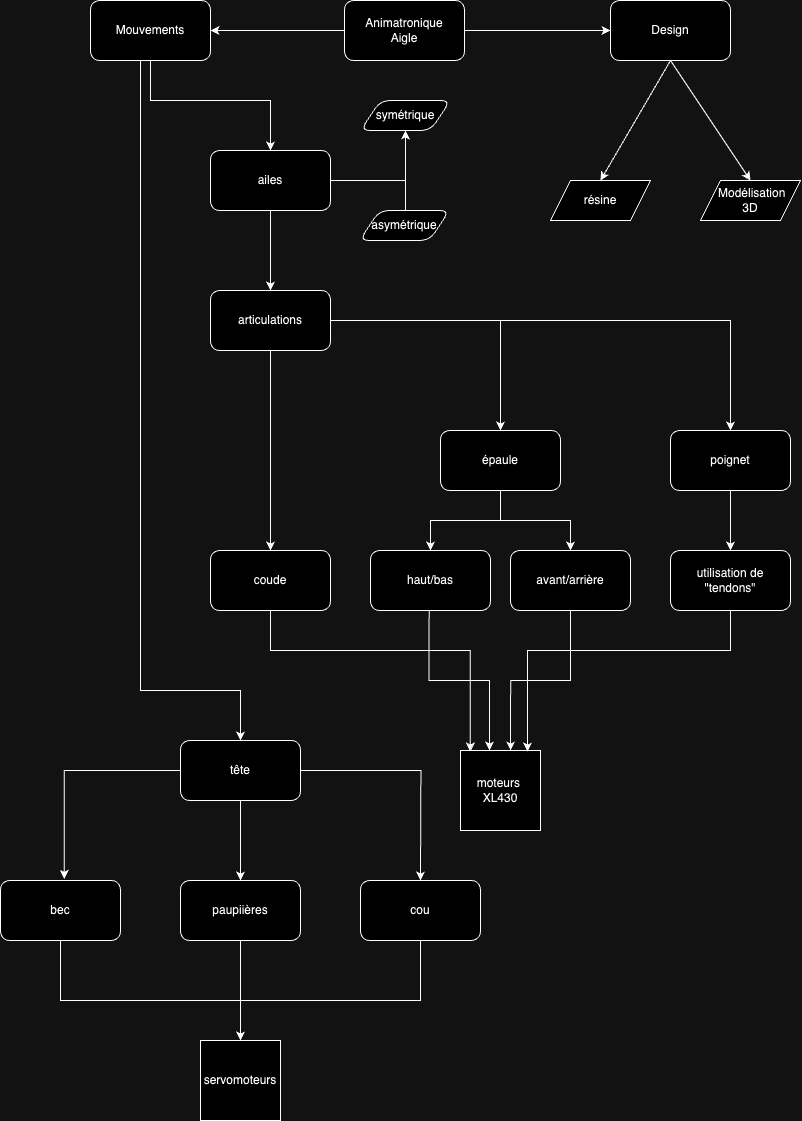 Mouvements
Animatronique
Aigle
Design
symétrique
ailes
résine
Modélisation
3D
asymétrique
articulations
épaule
poignet
coude
haut/bas
avant/arrière
utilisation de
"tendons"
tête
moteurs
XL430
bec
paupiières
cou
servomoteurs